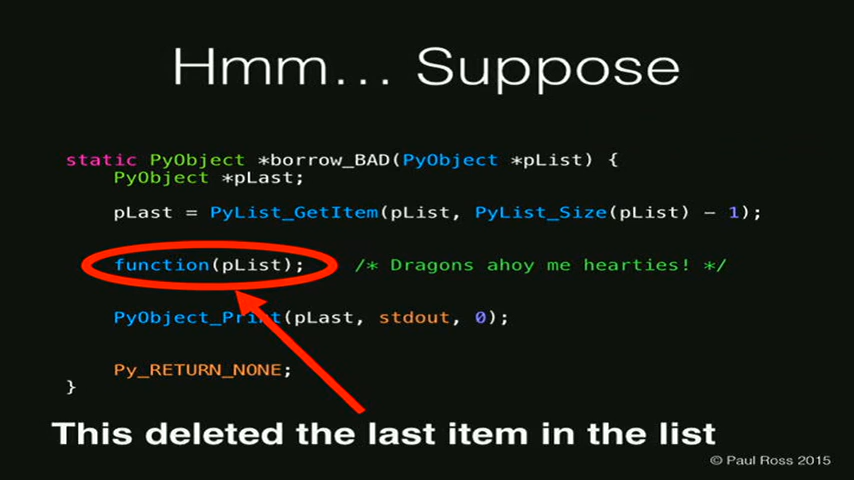 Hmm... Suppose
static PyObject *borrow_BAD(PyObject *pList) {
PyObject *pLast;
pLast = PyList_GetItem(pList, PyList_Size(pList) - 1);
function(pList); /* Dragons ahoy me hearties! */
PyObject_Print(pLast, stdout, 0);
Py_RETURN_NONE;
}
This deleted the last item in the list
© Paul Ross 2015